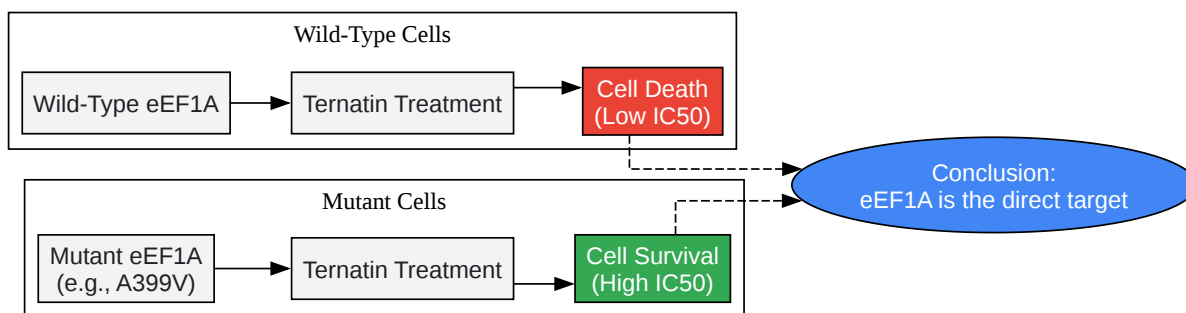 Wild-Type Cells
Wild-Type eEF1A
Ternatin Treatment
Cell Death
(Low IC50)
Conclusion:
eEF1A is the direct target
Mutant Cells
Mutant eEF1A
(e.g., A399V)
Ternatin Treatment
Cell Survival
(High IC50)